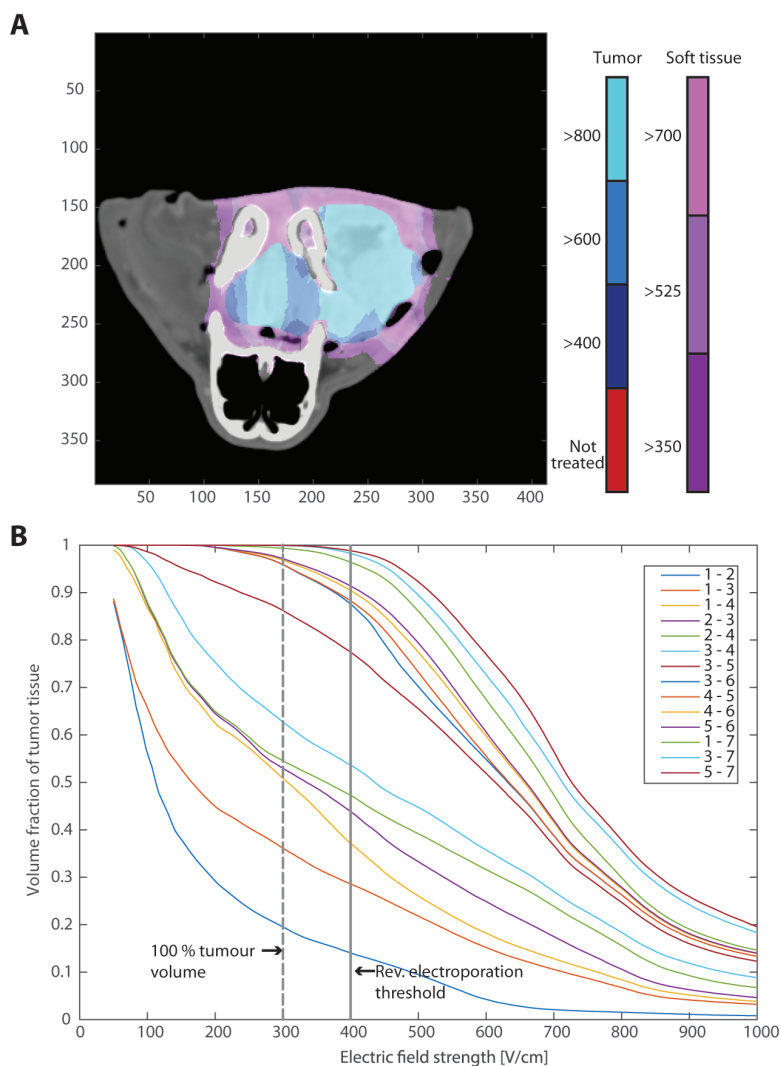 A
Tumor
Soft tissue
50
100
150
200
250
300
350
50
100
150
200
250
300
350
400
>800
>600
>400
Not
treated
>700
>525
>350
B
1
0.9
0.8
0.7
0.6
0.5
0.4
0.3
0.2
0.1
0
Volume fraction of tumor tissue
1 - 2
1 - 3
1 - 4
2 - 3
2 - 4
3 - 4
3 - 5
3 - 6
4 - 5
4 - 6
5 - 6
1 - 7
3 - 7
5 - 7
100 % tumour
volume
Rev. electroporation
threshold
0
100
200
300
400
500
600
700
800
900
1000
Electric field strength [V/cm]